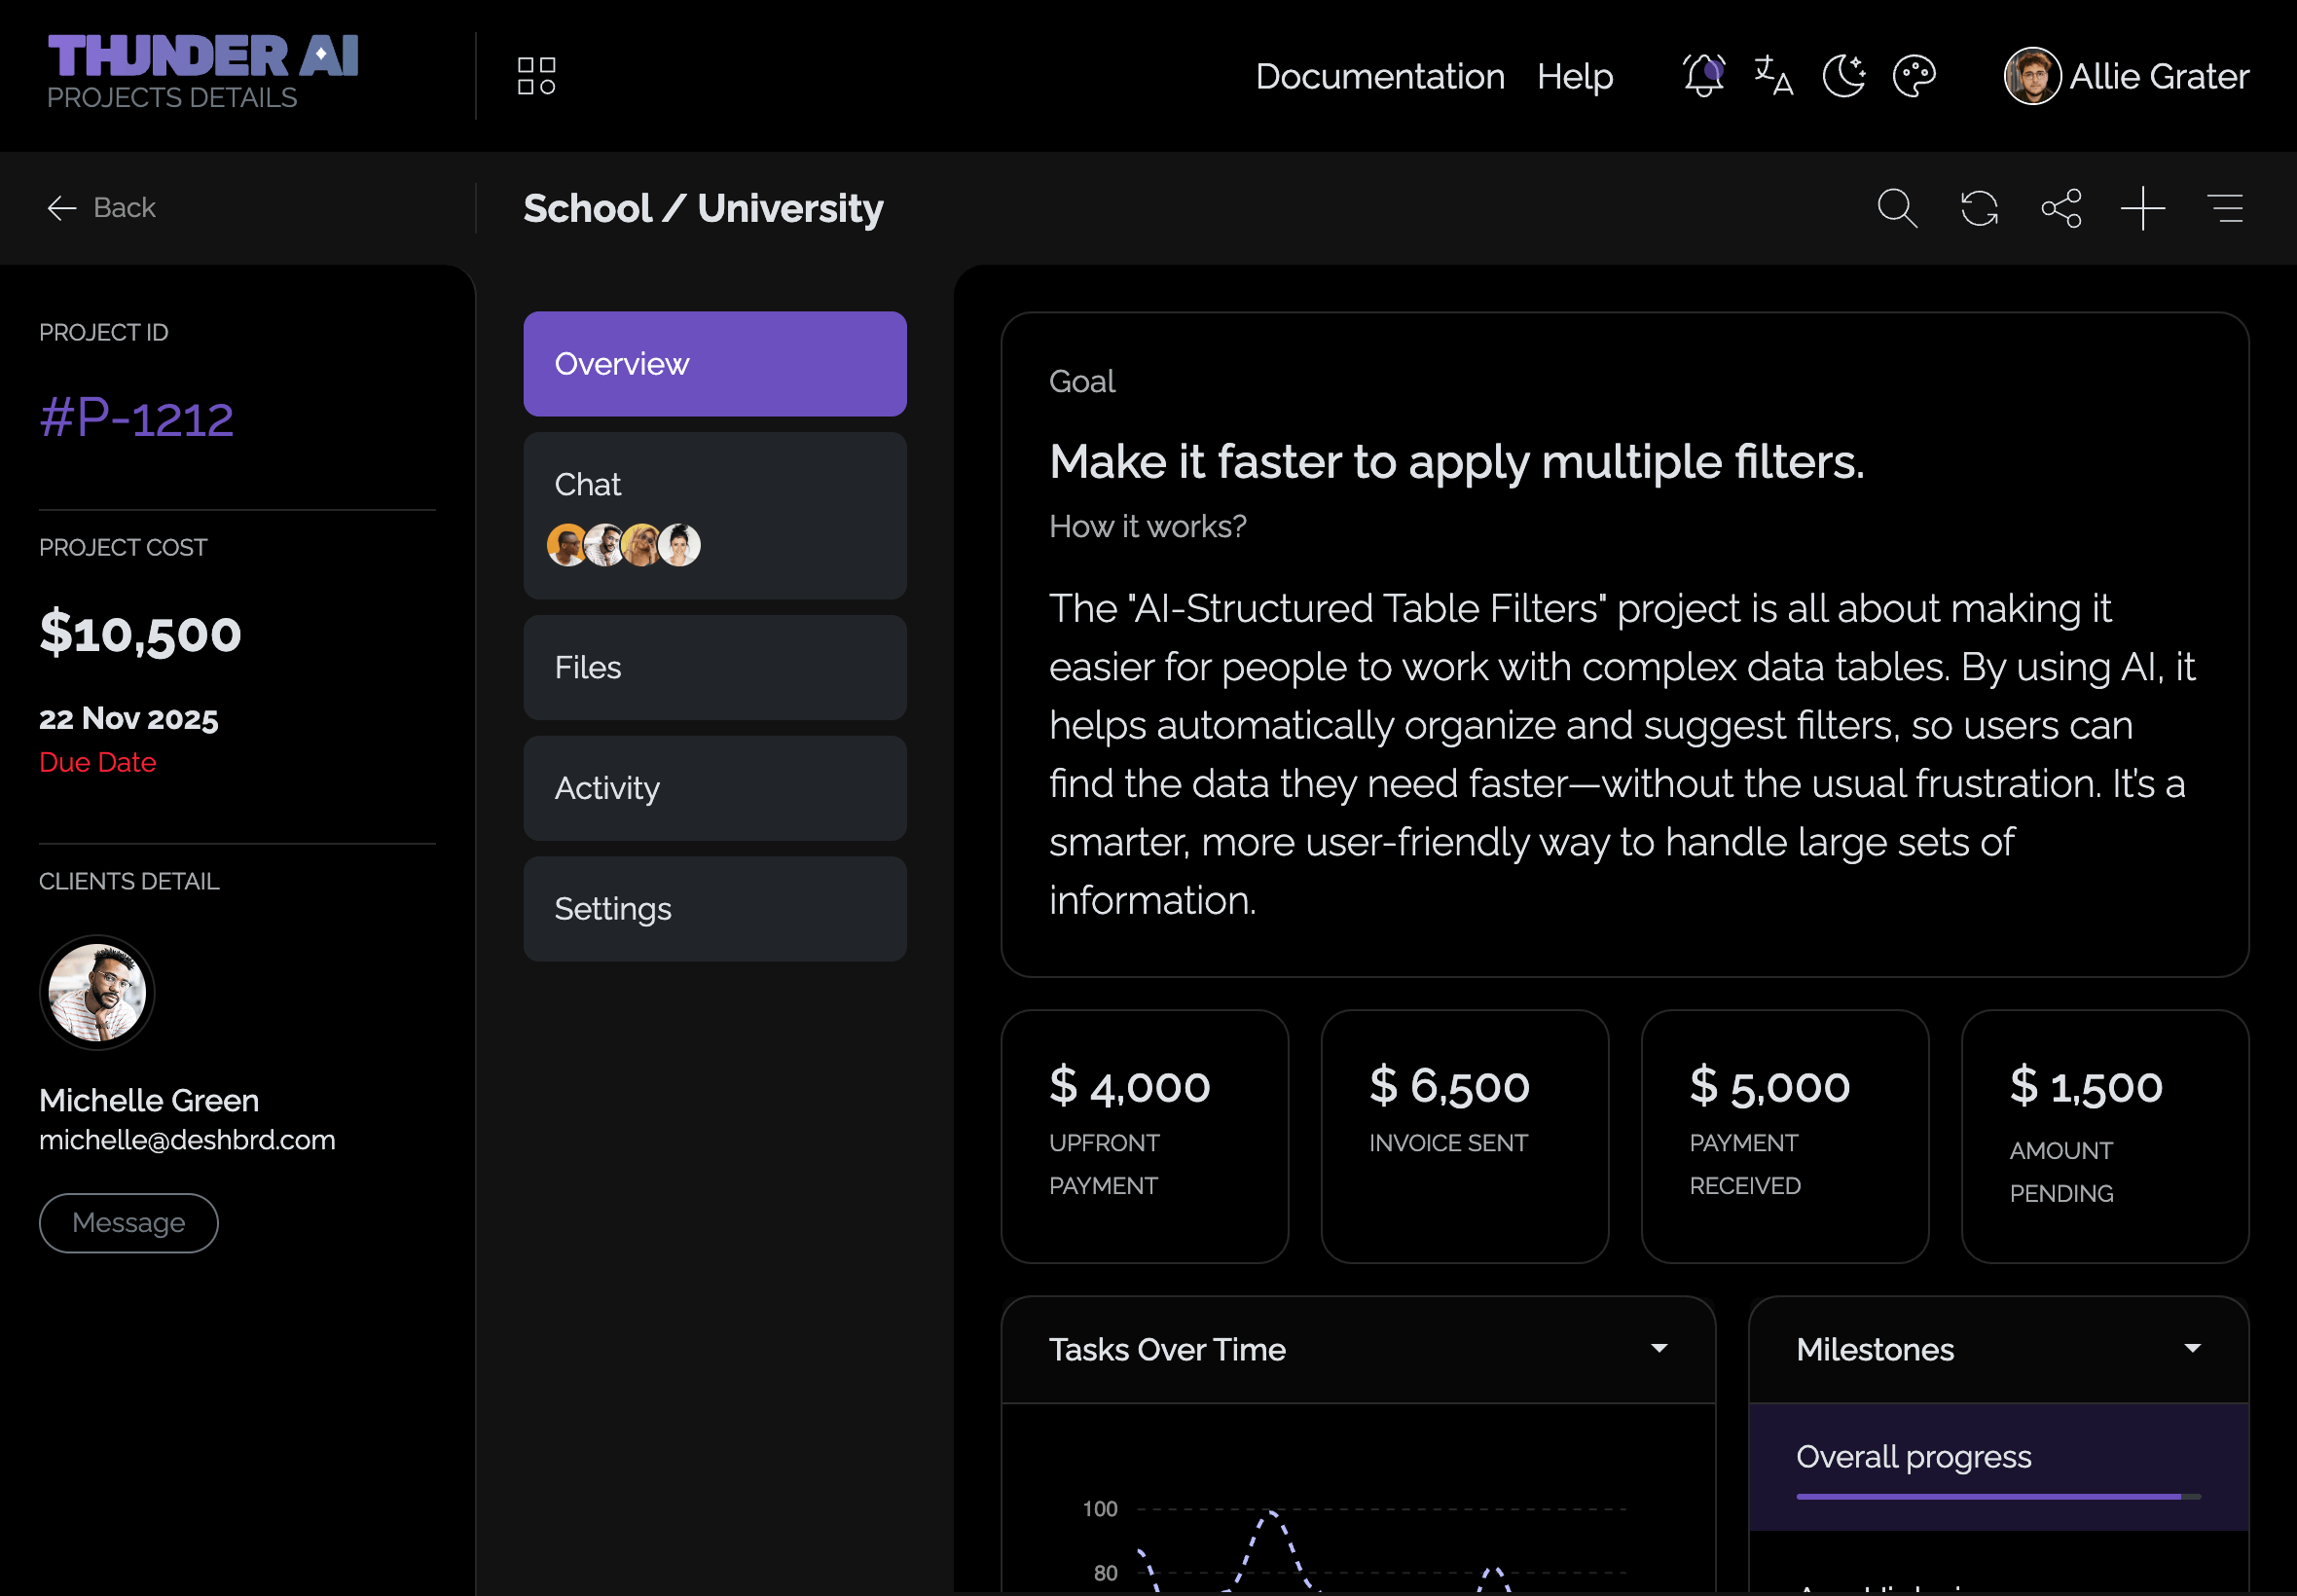 THUNDER AI
PROJECTS DETAILS
Documentation
Help
Allie Grater
Back
School / University
PROJECT ID
#P-1212
PROJECT COST
$10,500
22 Nov 2025
Due Date
CLIENTS DETAIL
Michelle Green
michelle@deshbrd.com
Message
Overview
Chat
Files
Activity
Settings
Goal
Make it faster to apply multiple filters.
How it works?
The "AI-Structured Table Filters" project is all about making it
easier for people to work with complex data tables. By using AI, it
helps automatically organize and suggest filters, so users can
find the data they need faster—without the usual frustration. It's a
smarter, more user-friendly way to handle large sets of
information.
$ 4,000
UPFRONT
PAYMENT
$ 6,500
INVOICE SENT
$ 5,000
PAYMENT
RECEIVED
$ 1,500
AMOUNT
PENDING
Tasks Over Time
100
80
Milestones
Overall progress